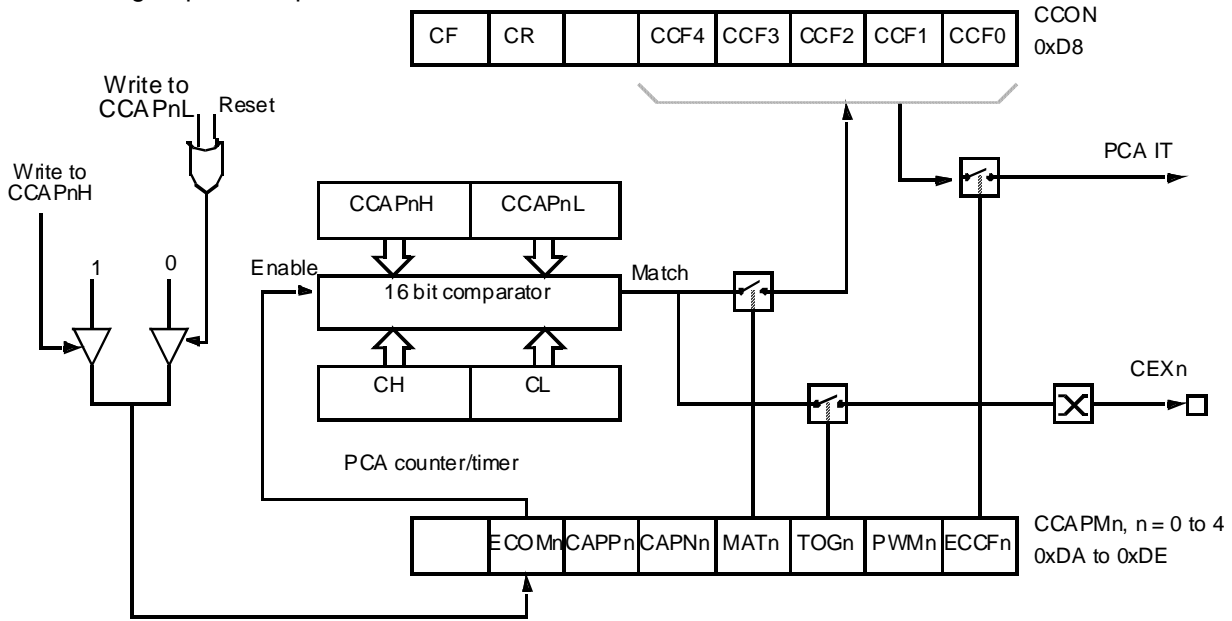 CCON
CF CR CCF4 CCF3 CCF2 CCF1 CCF0
0xD8
Write to
CCAPnL Reset
Write to
CCAPnH
PCA IT
CCAPnH CCAPnL
1 0
Enable
Match
16 bit comparator
CH CL
CEXn
PCA counter/timer
ECOMn CAPPn CAPNn MATn TOGn PWMn ECCFn
CCAPMn, n = 0 to 4
0xDA to 0xDE